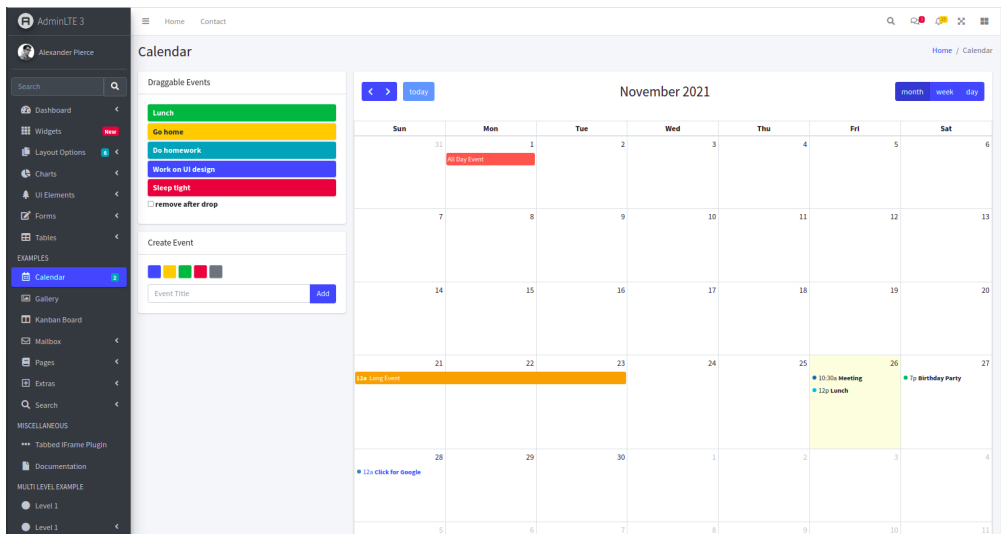 AdminLTE 3
Home Contact
Alexander Pierce
Calendar
Home / Calendar
Search
Dashboard
Widgets New
Layout Options 6
Charts
UI Elements
Forms
Tables
EXAMPLES
Calendar 2
Gallery
Kanban Board
Mailbox
Pages
Extras
Search
MISCELLANEOUS
Tabbed IFrame Plugin
Documentation
MULTI LEVEL EXAMPLE
Level 1
Level 1
Draggable Events
Lunch
Go home
Do homework
Work on UI design
Sleep tight
remove after drop
Create Event
Event Title Add
today November 2021 month week day
Sun Mon Tue Wed Thu Fri Sat
31 1 2 3 4 5 6
All Day Event
7 8 9 10 11 12 13
14 15 16 17 18 19 20
21 22 23 24 25 26 27
12a Long Event 10:30a Meeting 7p Birthday Party
12p Lunch
28 29 30 1 2 3 4
12a Click for Google
5 6 7 8 9 10 11